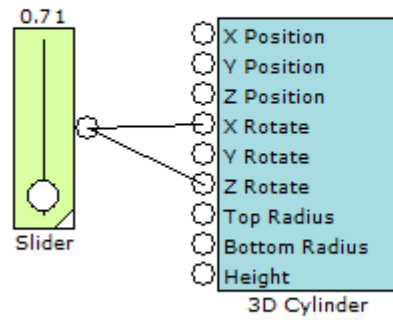 0.71
Slider
X Position
Y Position
Z Position
X Rotate
Y Rotate
Z Rotate
Top Radius
Bottom Radius
Height
3D Cylinder